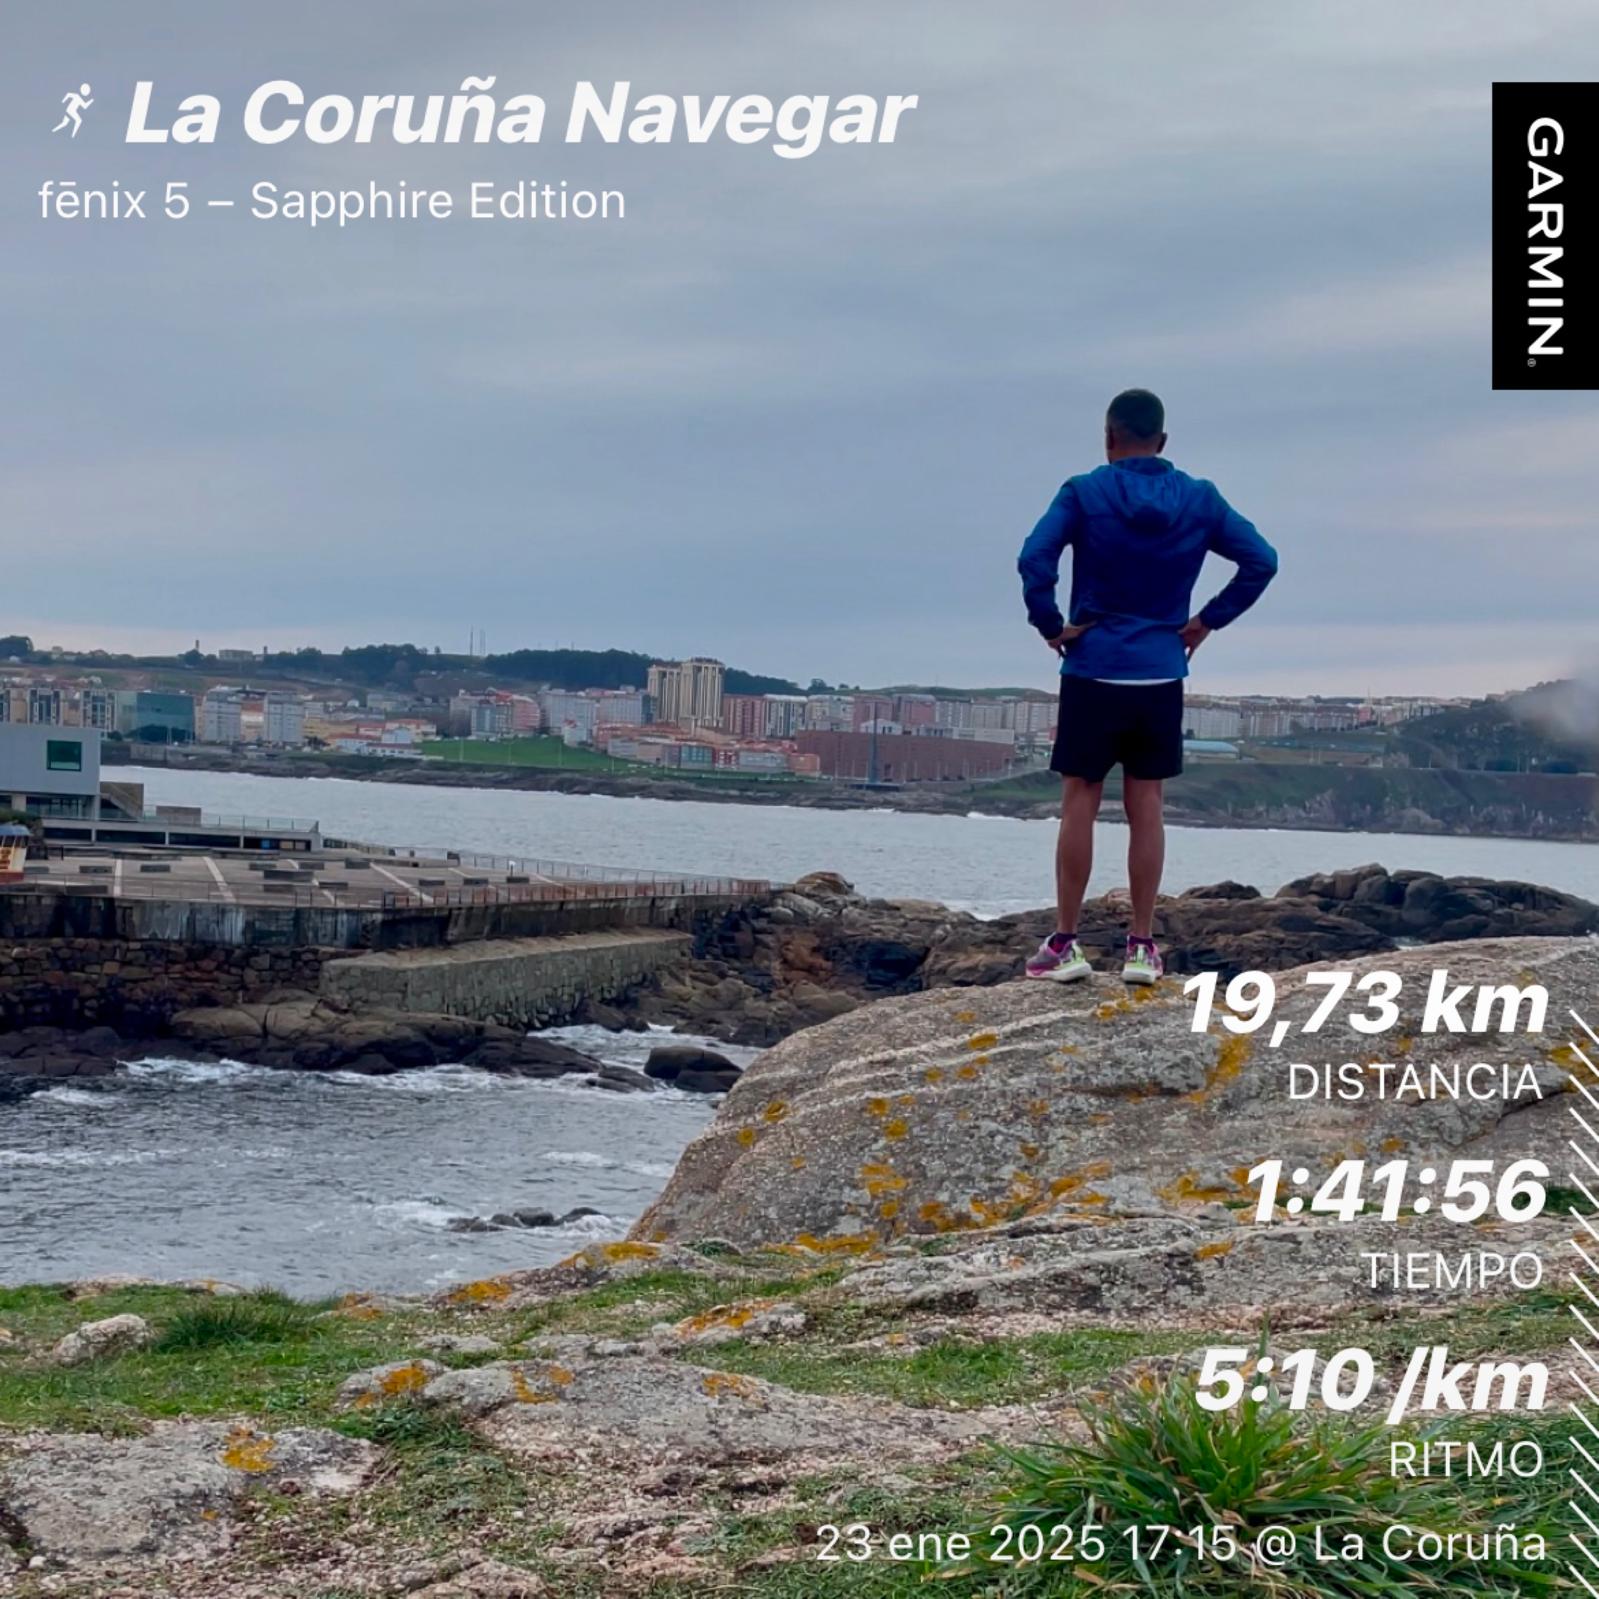 La Coruña Navegar
fēnix 5 – Sapphire Edition
GARMIN®
19,73 km
DISTANCIA
1:41:56
TIEMPO
5:10 /km
RITMO
23 ene 2025 17:15 @ La Coruña